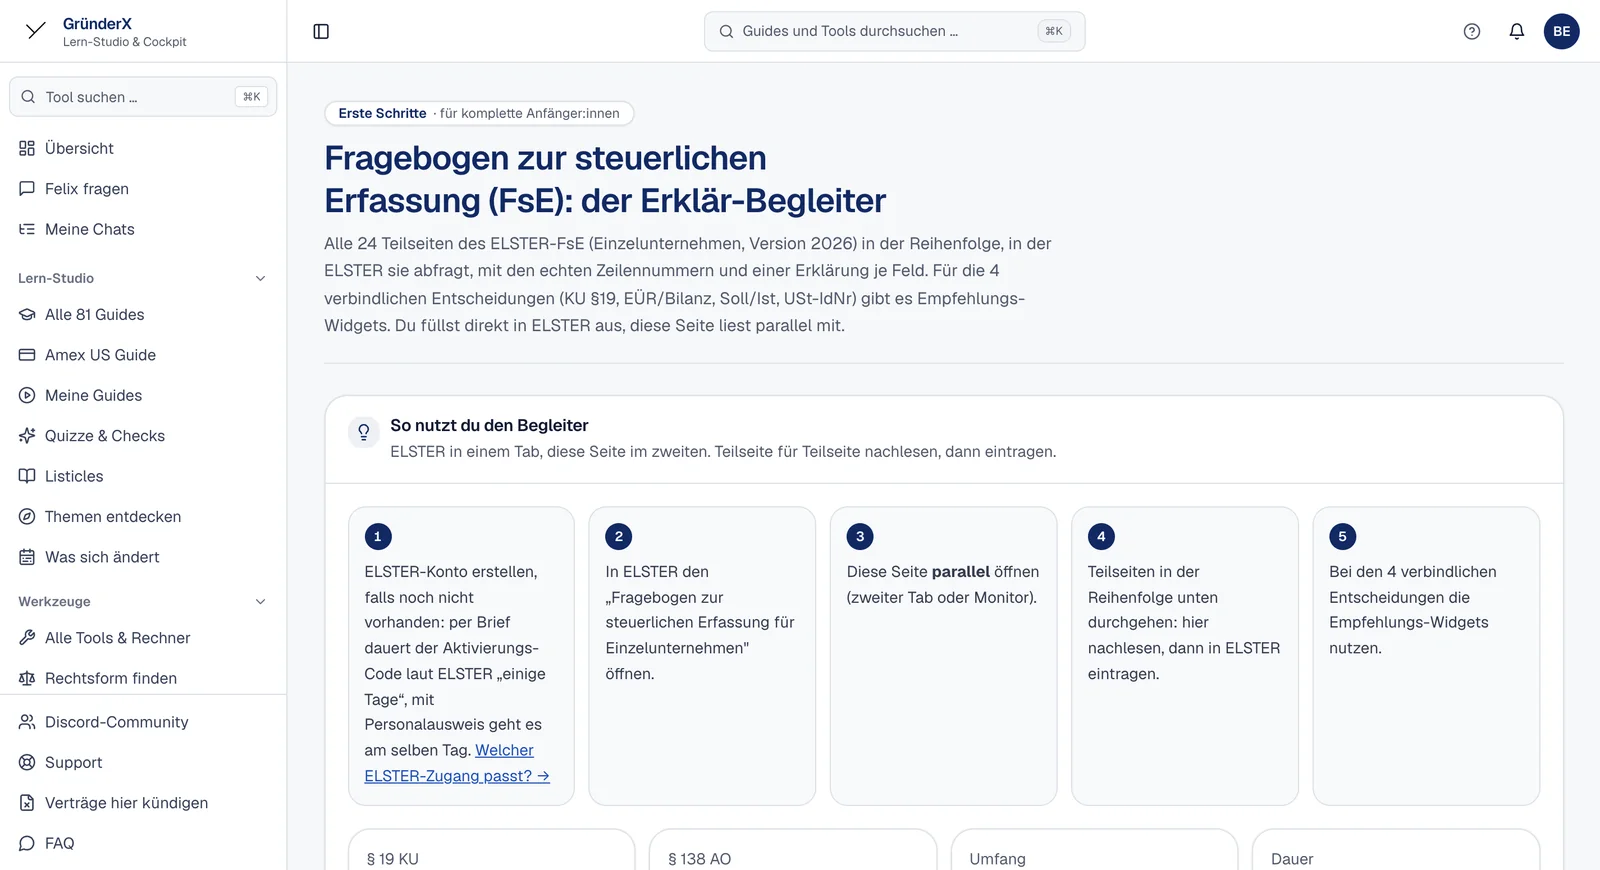 GründerX
Lern-Studio & Cockpit
Guides und Tools durchsuchen ...
⌘K
BE
Tool suchen ...
⌘K
Übersicht
Felix fragen
Meine Chats
Lern-Studio
Alle 81 Guides
Amex US Guide
Meine Guides
Quizze & Checks
Listicles
Themen entdecken
Was sich ändert
Werkzeuge
Alle Tools & Rechner
Rechtsform finden
Discord-Community
Support
Verträge hier kündigen
FAQ
Erste Schritte · für komplette Anfänger:innen
Fragebogen zur steuerlichen
Erfassung (FsE): der Erklär-Begleiter
Alle 24 Teilseiten des ELSTER-FsE (Einzelunternehmen, Version 2026) in der Reihenfolge, in der
ELSTER sie abfragt, mit den echten Zeilennummern und einer Erklärung je Feld. Für die 4
verbindlichen Entscheidungen (KU §19, EÜR/Bilanz, Soll/Ist, USt-IdNr) gibt es Empfehlungs-
Widgets. Du füllst direkt in ELSTER aus, diese Seite liest parallel mit.
So nutzt du den Begleiter
ELSTER in einem Tab, diese Seite im zweiten. Teilseite für Teilseite nachlesen, dann eintragen.
1
ELSTER-Konto erstellen,
falls noch nicht
vorhanden: per Brief
dauert der Aktivierungs-
Code laut ELSTER „einige
Tage“, mit
Personalausweis geht es
am selben Tag. Welcher
ELSTER-Zugang passt? →
2
In ELSTER den
„Fragebogen zur
steuerlichen Erfassung für
Einzelunternehmen"
öffnen.
3
Diese Seite parallel öffnen
(zweiter Tab oder Monitor).
4
Teilseiten in der
Reihenfolge unten
durchgehen: hier
nachlesen, dann in ELSTER
eintragen.
5
Bei den 4 verbindlichen
Entscheidungen die
Empfehlungs-Widgets
nutzen.
§ 19 KU
§ 138 AO
Umfang
Dauer